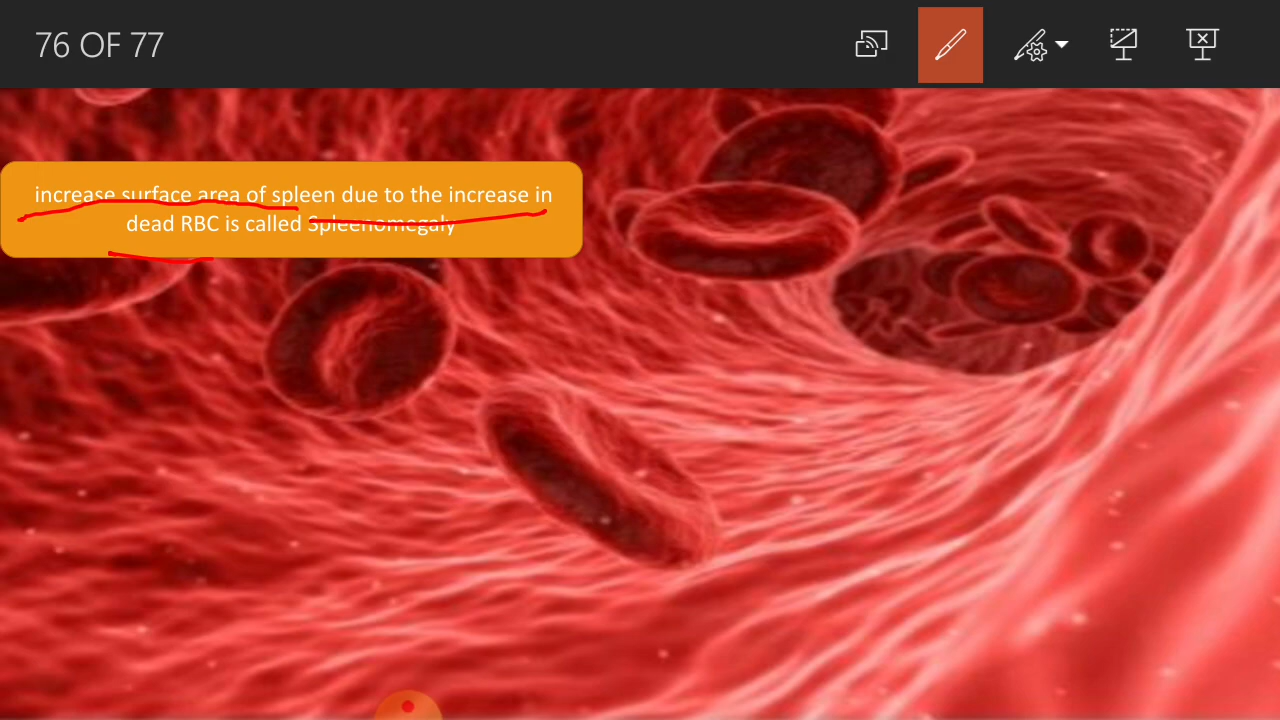 76 OF 77
increase surface area of spleen due to the increase in
dead RBC is called Spleenomegaly